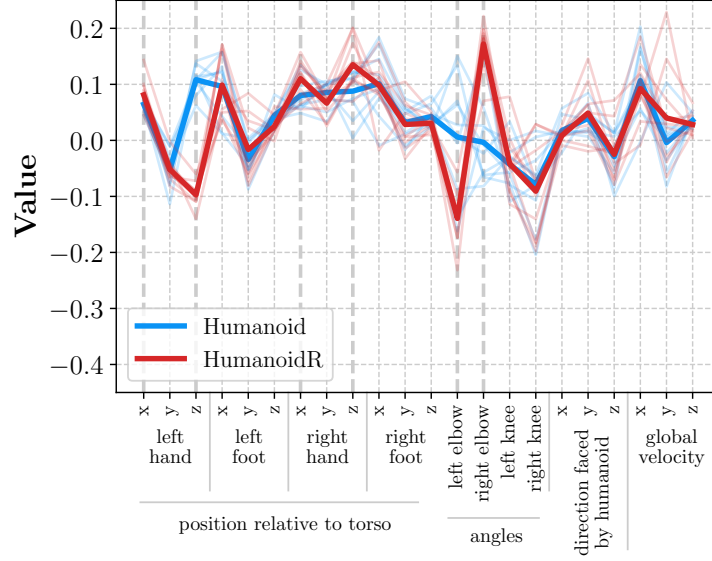 Value
0.2
0.1
0.0
−0.1
−0.2
−0.3
−0.4
Humanoid
HumanoidR
x y z x y z x y z x y z left elbow right elbow left knee right knee x y z x y z
left
hand
left
foot
right
hand
right
foot
direction faced
by humanoid
global
velocity
position relative to torso
angles